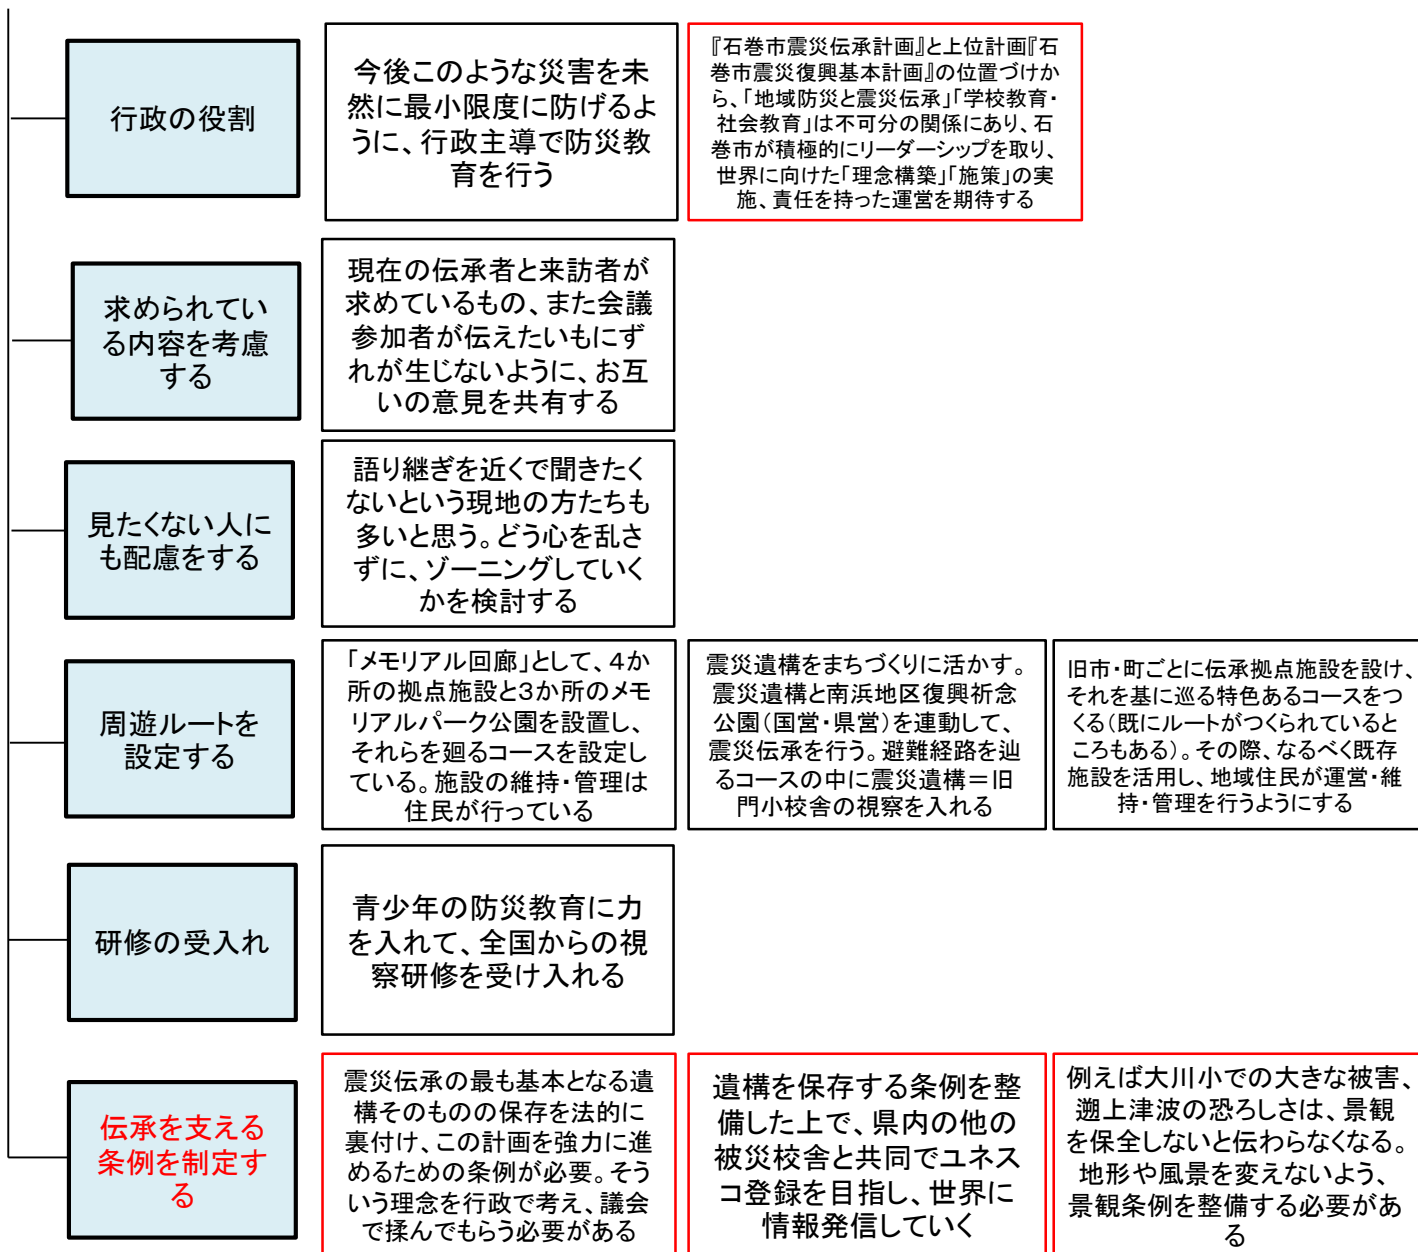 行政の役割
今後このような災害を未
然に最小限度に防げるよ
うに、行政主導で防災教
育を行う
『石巻市震災伝承計画』と上位計画『石
巻市震災復興基本計画』の位置づけか
ら、「地域防災と震災伝承」「学校教育・
社会教育」は不可分の関係にあり、石
巻市が積極的にリーダーシップを取り、
世界に向けた「理念構築」「施策」の実
施、責任を持った運営を期待する
求められてい
る内容を考慮
する
現在の伝承者と来訪者が
求めているもの、また会議
参加者が伝えたいもにず
れが生じないように、お互
いの意見を共有する
見たくない人に
も配慮をする
語り継ぎを近くで聞きたく
ないという現地の方たちも
多いと思う。どう心を乱さ
ずに、ゾーニングしていく
かを検討する
周遊ルートを
設定する
「メモリアル回廊」として、４か
所の拠点施設と3か所のメモ
リアルパーク公園を設置し、
それらを廻るコースを設定し
ている。施設の維持・管理は
住民が行っている
震災遺構をまちづくりに活かす。
震災遺構と南浜地区復興祈念
公園（国営・県営）を連動して、
震災伝承を行う。避難経路を辿
るコースの中に震災遺構＝旧
門小校舎の視察を入れる
旧市・町ごとに伝承拠点施設を設け、
それを基に巡る特色あるコースをつ
くる（既にルートがつくられていると
ころもある）。その際、なるべく既存
施設を活用し、地域住民が運営・維
持・管理を行うようにする
研修の受入れ
青少年の防災教育に力
を入れて、全国からの視
察研修を受け入れる
伝承を支える
条例を制定す
る
震災伝承の最も基本となる遺
構そのものの保存を法的に
裏付け、この計画を強力に進
めるための条例が必要。そう
いう理念を行政で考え、議会
で揉んでもらう必要がある
遺構を保存する条例を整
備した上で、県内の他の
被災校舎と共同でユネス
コ登録を目指し、世界に
情報発信していく
例えば大川小での大きな被害、
遡上津波の恐ろしさは、景観
を保全しないと伝わらなくなる。
地形や風景を変えないよう、
景観条例を整備する必要があ
る